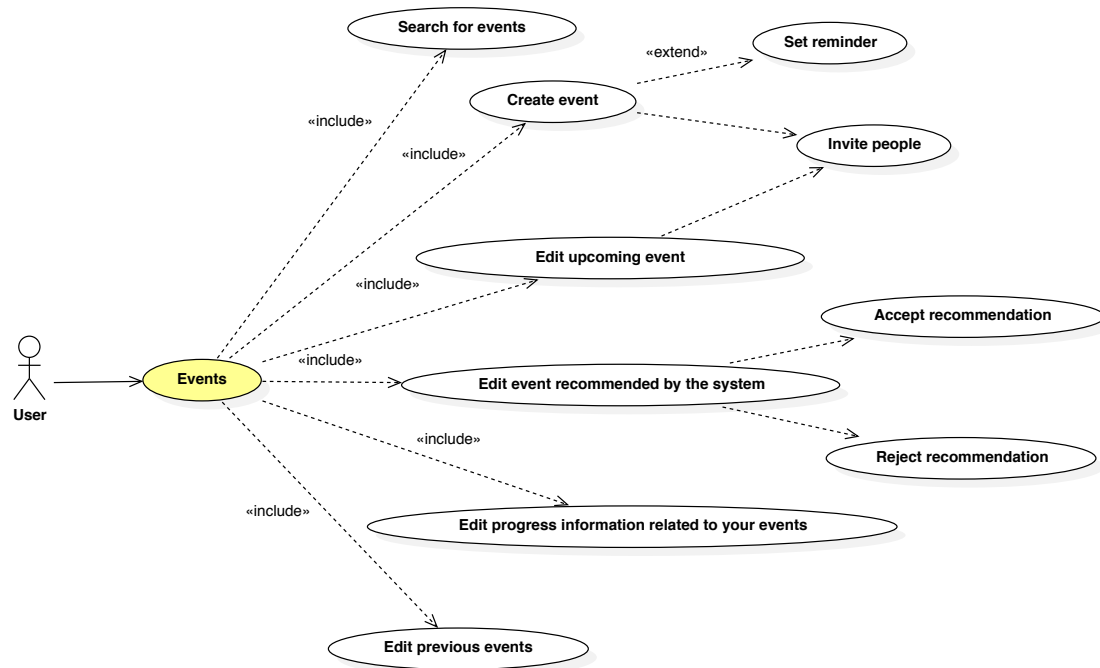 Search for events
Set reminder
«extend»
Create event
«include»
Invite people
«include»
Edit upcoming event
«include»
Accept recommendation
«include»
Events
Edit event recommended by the system
User
«include»
Reject recommendation
«include»
Edit progress information related to your events
Edit previous events